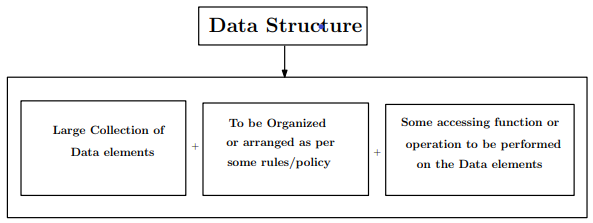 Data Structure
Large Collection of
Data elements
+
To be Organized
or arranged as per
some rules/policy
+
Some accessing function or
operation to be performed
on the Data elements